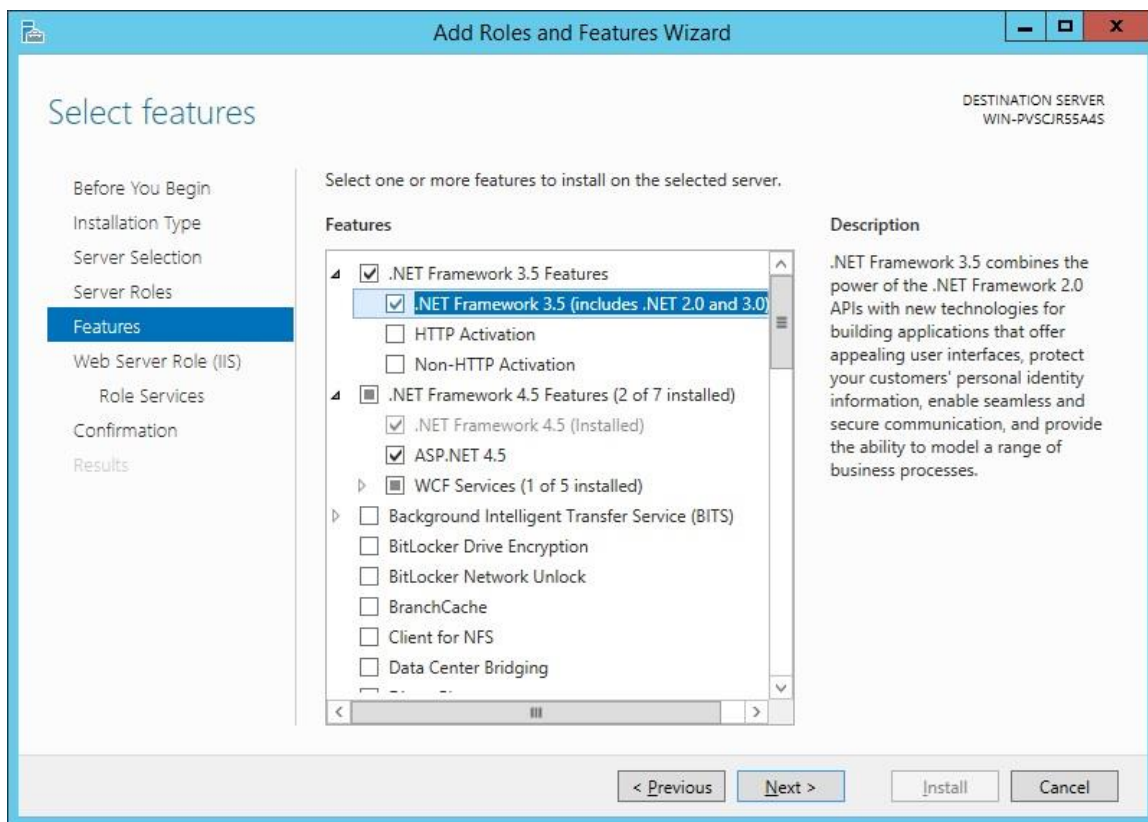 Add Roles and Features Wizard
Select features
DESTINATION SERVER
WIN-PVSCJR55A4S
Before You Begin
Installation Type
Server Selection
Server Roles
Features
Web Server Role (IIS)
Role Services
Confirmation
Results
Select one or more features to install on the selected server.
Features
.NET Framework 3.5 Features
.NET Framework 3.5 (includes .NET 2.0 and 3.0)
HTTP Activation
Non-HTTP Activation
.NET Framework 4.5 Features (2 of 7 installed)
.NET Framework 4.5 (Installed)
ASP.NET 4.5
WCF Services (1 of 5 installed)
Background Intelligent Transfer Service (BITS)
BitLocker Drive Encryption
BitLocker Network Unlock
BranchCache
Client for NFS
Data Center Bridging
Description
.NET Framework 3.5 combines the
power of the .NET Framework 2.0
APIs with new technologies for
building applications that offer
appealing user interfaces, protect
your customers' personal identity
information, enable seamless and
secure communication, and provide
the ability to model a range of
business processes.
< Previous
Next >
Install
Cancel